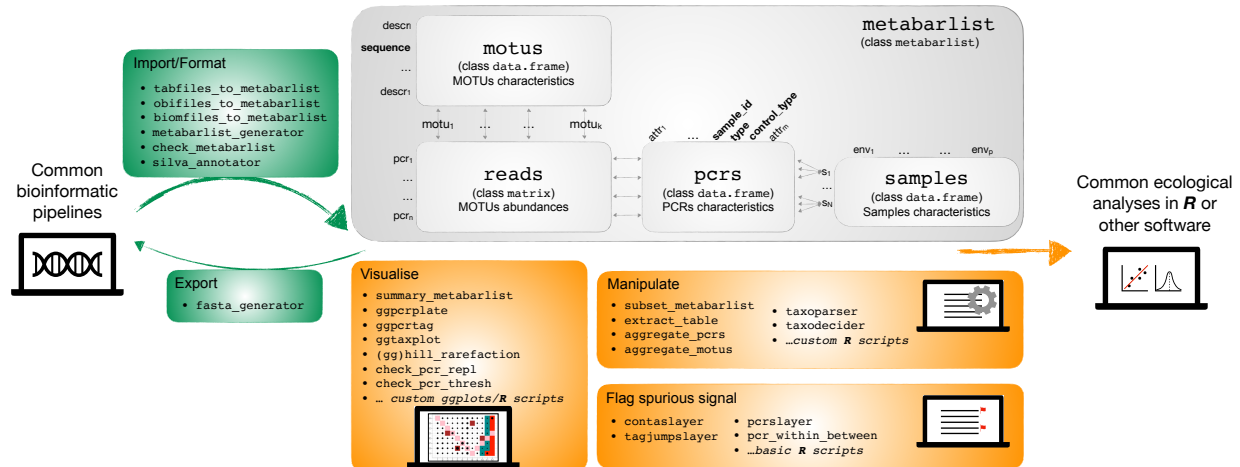 Common
bioinformatic
pipelines
Import/Format
• tabfiles_to_metabarlist
• obifiles_to_metabarlist
• biomfiles_to_metabarlist
• metabarlist_generator
• check_metabarlist
• silva_annotator
Export
• fasta_generator
metabarlist
(class metabarlist)
descrl
sequence
...
descr1
motus
(class data.frame)
MOTUs characteristics
motu1 ... ... motuk
pcr1
...
...
pcrn
reads
(class matrix)
MOTUs abundances
attr1 ... sample_id type control_type attrm
pcrs
(class data.frame)
PCRs characteristics
s1
...
sN
env1 ... ... envp
samples
(class data.frame)
Samples characteristics
Common ecological
analyses in R or
other software
Visualise
• summary_metabarlist
• ggpcrplate
• ggpcrtag
• ggtaxplot
• (gg)hill_rarefaction
• check_pcr_repl
• check_pcr_thresh
• … custom ggplots/R scripts
Manipulate
• subset_metabarlist
• extract_table
• aggregate_pcrs
• aggregate_motus
• taxoparser
• taxodecider
• …custom R scripts
Flag spurious signal
• contaslayer
• tagjumpslayer
• pcrslayer
• pcr_within_between
• …basic R scripts